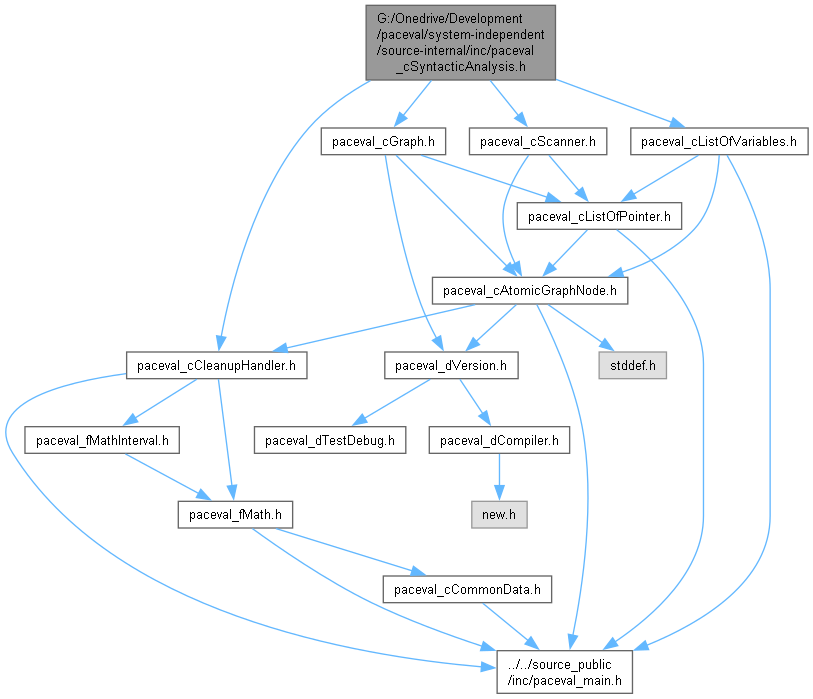 G:/Onedrive/Development
/paceval/system-independent
/source-internal/inc/paceval
_cSyntacticAnalysis.h
paceval_cGraph.h
paceval_cScanner.h
paceval_cListOfVariables.h
paceval_cListOfPointer.h
paceval_cAtomicGraphNode.h
paceval_cCleanupHandler.h
paceval_dVersion.h
stddef.h
paceval_fMathInterval.h
paceval_dTestDebug.h
paceval_dCompiler.h
paceval_fMath.h
new.h
paceval_cCommonData.h
../../source_public
/inc/paceval_main.h